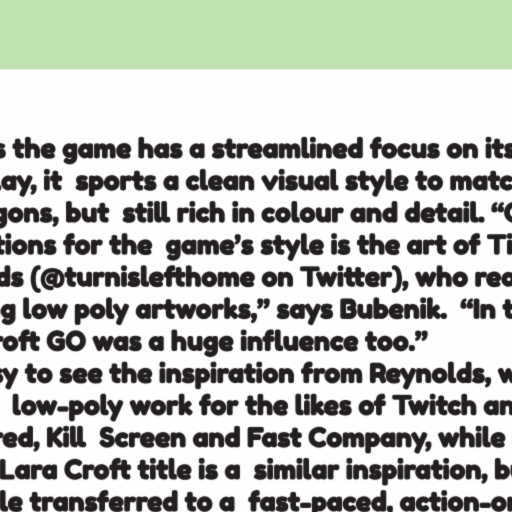 s the game has a streamlined focus on its
lay, it sports a clean visual style to matc
gons, but still rich in colour and detail. “
tions for the game’s style is the art of Ti
ds (@turnislefthome on Twitter), who rea
g low poly artworks,” says Bubenik. “In t
roft GO was a huge influence too.”
sy to see the inspiration from Reynolds, w
low-poly work for the likes of Twitch an
red, Kill Screen and Fast Company, while
Lara Croft title is a similar inspiration, b
le transferred to a fast-paced, action-or